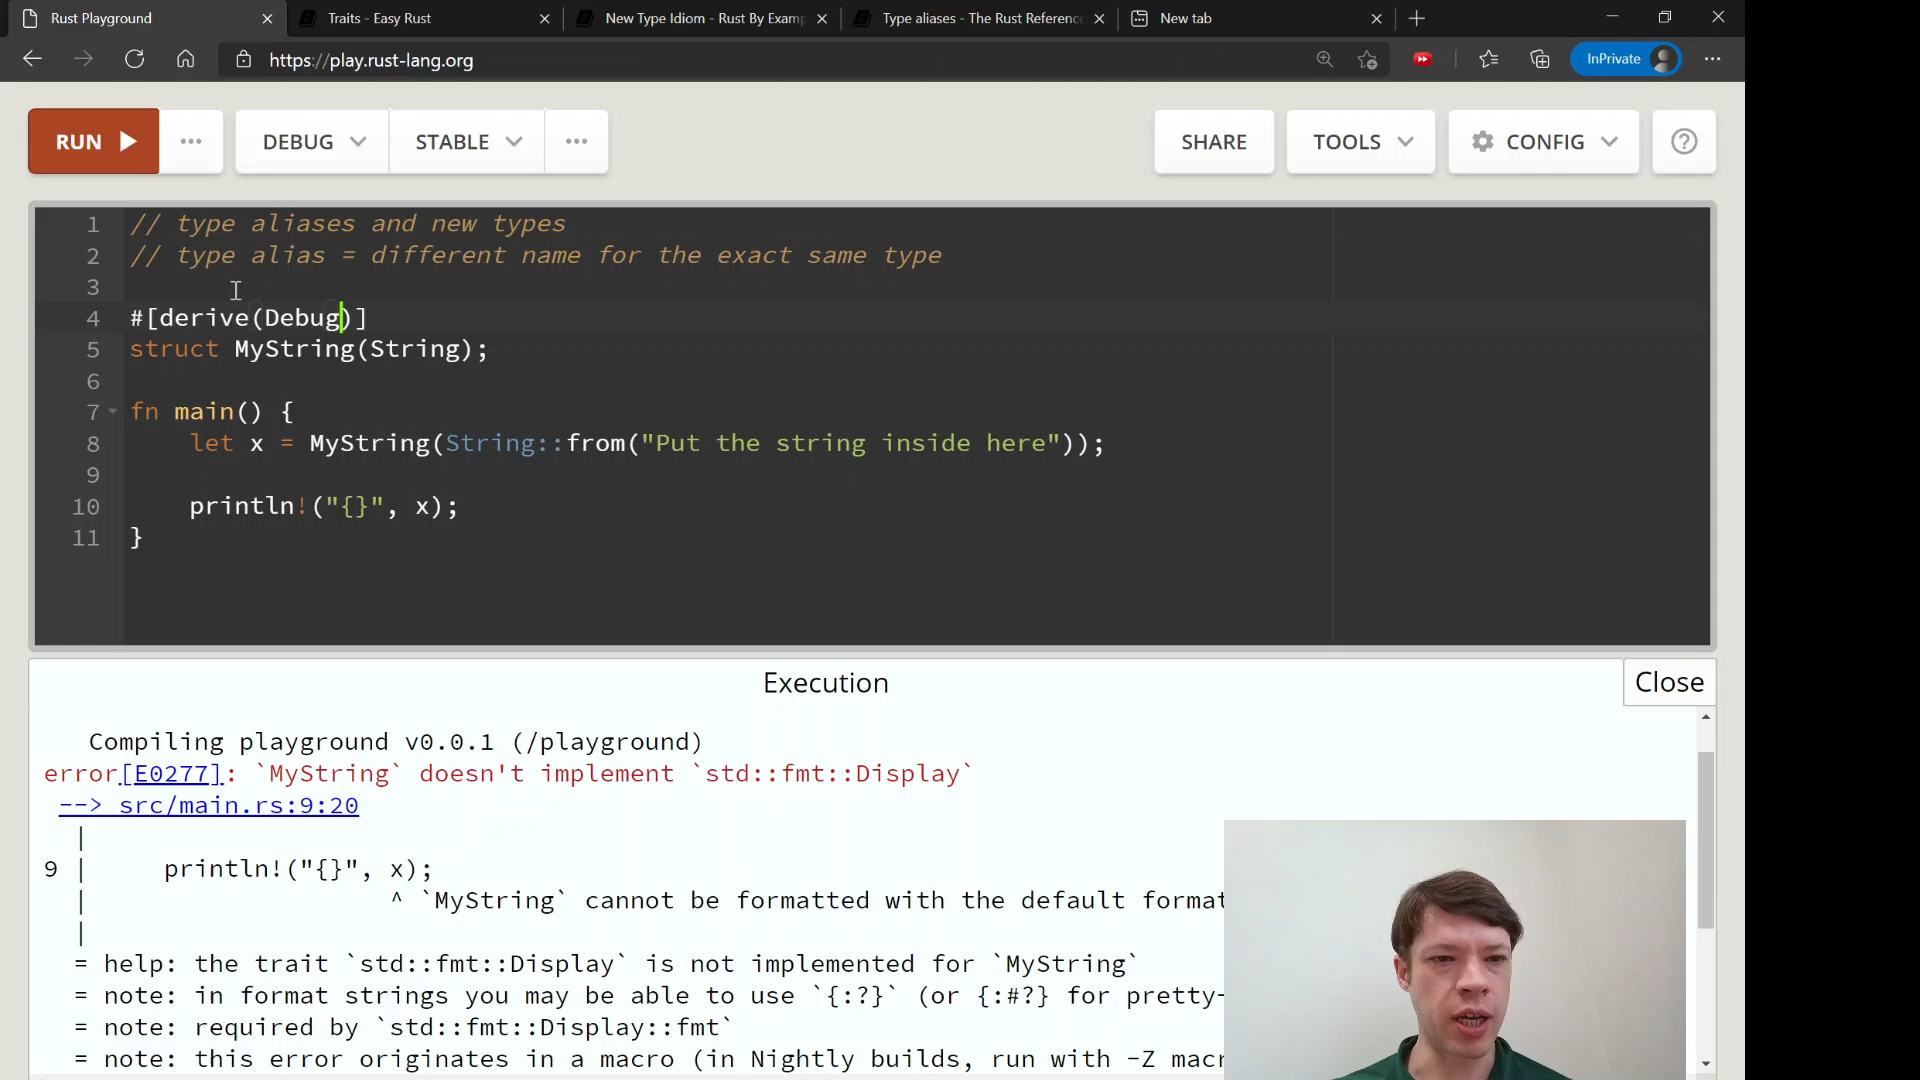 Rust Playground
Traits - Easy Rust
New Type Idiom - Rust By Examp
Type aliases - The Rust Reference
New tab
https://play.rust-lang.org
InPrivate
RUN
DEBUG
STABLE
SHARE
TOOLS
CONFIG
1 // type aliases and new types
2 // type alias = different name for the exact same type
3
4 #[derive(Debug)]
5 struct MyString(String);
6
7 fn main() {
8 let x = MyString(String::from("Put the string inside here"));
9
10 println!("{}", x);
11 }
Execution
Close
Compiling playground v0.0.1 (/playground)
error[E0277]: `MyString` doesn't implement `std::fmt::Display`
--> src/main.rs:9:20
|
9 | println!("{}", x);
| ^ `MyString` cannot be formatted with the default format
|
= help: the trait `std::fmt::Display` is not implemented for `MyString`
= note: in format strings you may be able to use `{:?}` (or {:#?} for pretty-
= note: required by `std::fmt::Display::fmt`
= note: this error originates in a macro (in Nightly builds, run with -Z macr